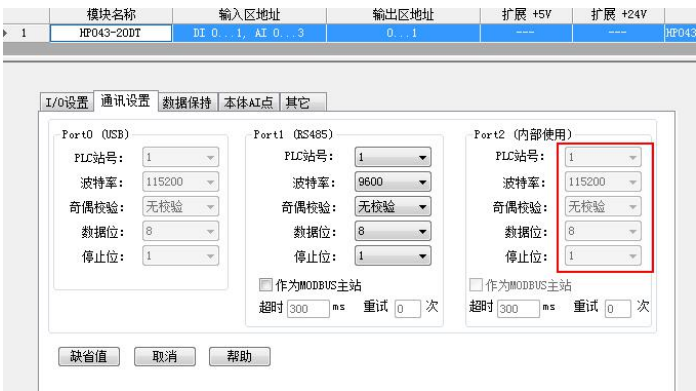 模块名称 输入区地址 输出区地址 扩展 +5V 扩展 +24V
1 HP043-20DT DI 0...1, AI 0...3 0...1 --- --- HP043
I/O设置 通讯设置 数据保持 本体AI点 其它
Port0 (USB) Port1 (RS485) Port2 (内部使用)
PLC站号: 1 PLC站号: 1 PLC站号: 1
波特率: 115200 波特率: 9600 波特率: 115200
奇偶校验: 无校验 奇偶校验: 无校验 奇偶校验: 无校验
数据位: 8 数据位: 8 数据位: 8
停止位: 1 停止位: 1 停止位: 1
作为MODBUS主站 作为MODBUS主站
超时 300 ms 重试 0 次 超时 300 ms 重试 0 次
缺省值 取消 帮助